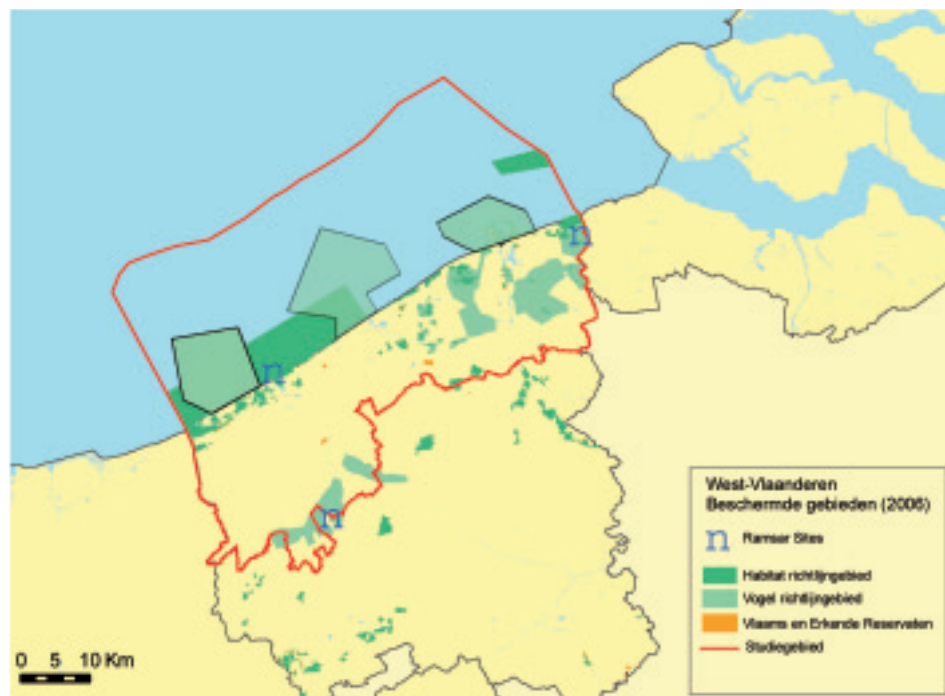 n
n
n
West-Vlaanderen
Beschermde gebieden (2006)
n Ramsar Sites
Habitat richtlijngebied
Vogel richtlijngebied
Vlaams en Erkende Reservaten
Studiegebied
0 5 10 Km